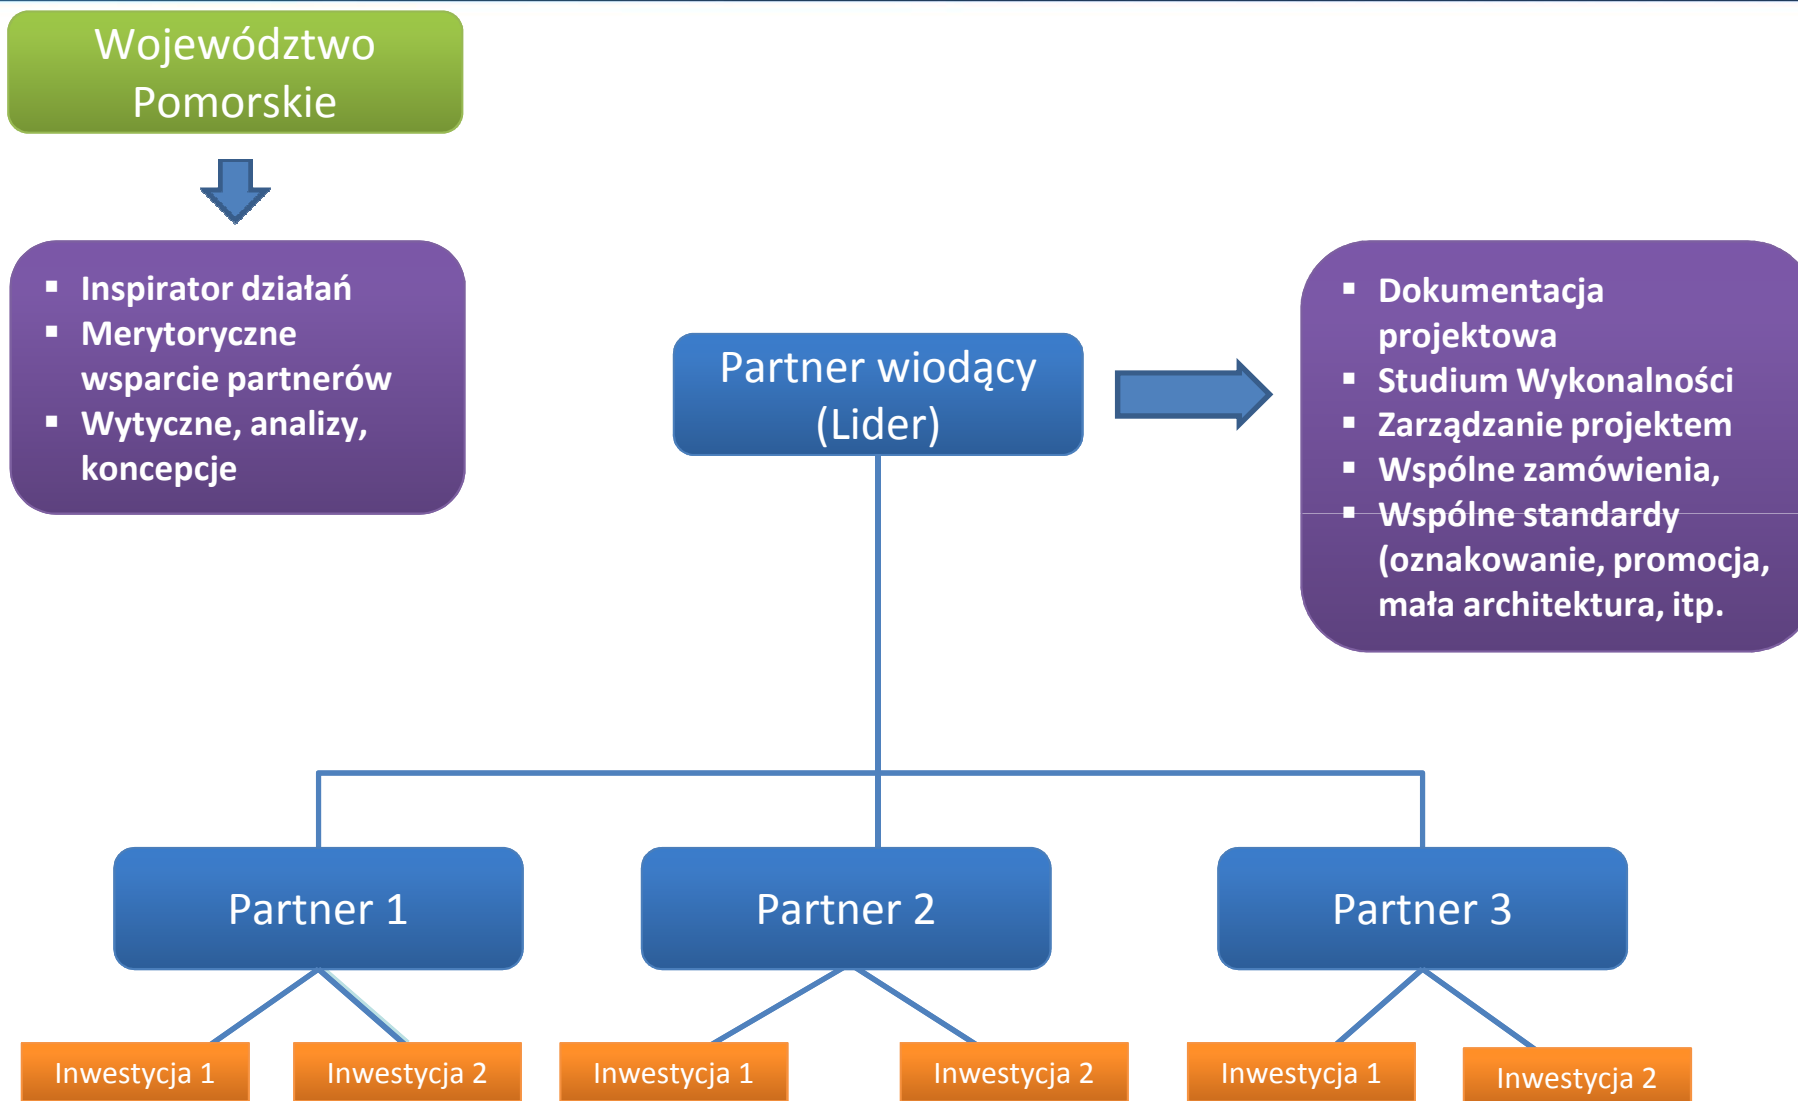 Województwo
Pomorskie
▪ Inspirator działań
▪ Merytoryczne
wsparcie partnerów
▪ Wytyczne, analizy,
koncepcje
Partner wiodący
(Lider)
▪ Dokumentacja
projektowa
▪ Studium Wykonalności
▪ Zarządzanie projektem
▪ Wspólne zamówienia,
▪ Wspólne standardy
(oznakowanie, promocja,
mała architektura, itp.
Partner 1
Partner 2
Partner 3
Inwestycja 1
Inwestycja 2
Inwestycja 1
Inwestycja 2
Inwestycja 1
Inwestycja 2